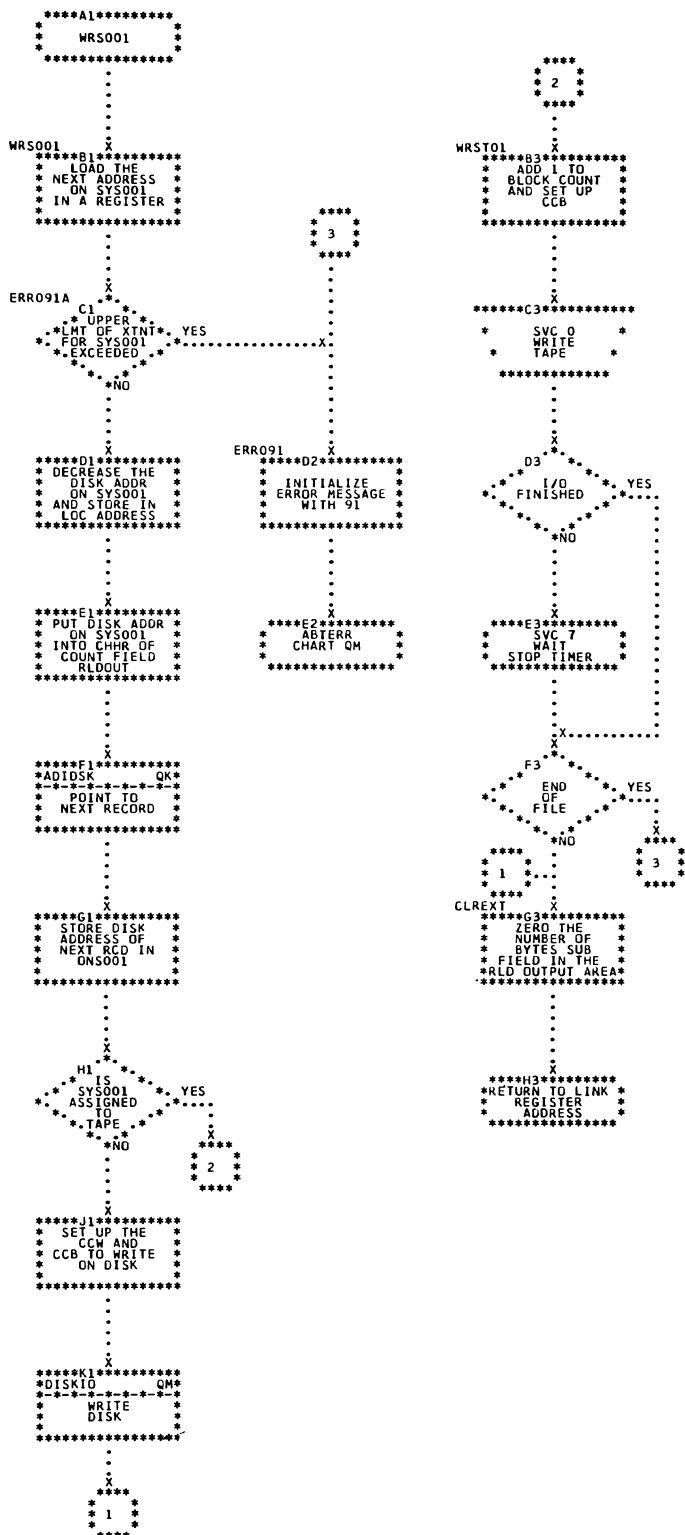 A1
WRS001
WRS001
B1
LOAD THE
NEXT ADDRESS
ON SYS001
IN A REGISTER
3
ERR091A
C1
UPPER
LMT OF XTNT
FOR SYS001
EXCEEDED
YES
NO
D1
DECREASE THE
DISK ADDR
ON SYS001
AND STORE IN
LOC ADDRESS
ERR091
D2
INITIALIZE
ERROR MESSAGE
WITH 91
E1
PUT DISK ADDR
ON SYS001
INTO CHHR OF
COUNT FIELD
RLDOUT
E2
ABTERR
CHART QM
F1
ADIDSK QK
POINT TO
NEXT RECORD
G1
STORE DISK
ADDRESS OF
NEXT RCD IN
ONS001
H1
IS
SYS001
ASSIGNED
TO
TAPE
YES
NO
2
J1
SET UP THE
CCW AND
CCB TO WRITE
ON DISK
K1
DISKIO QM
WRITE
DISK
1
2
WRST01
B3
ADD 1 TO
BLOCK COUNT
AND SET UP
CCB
C3
SVC 0
WRITE
TAPE
D3
I/O
FINISHED
YES
NO
E3
SVC 7
WAIT
STOP TIMER
F3
END
OF
FILE
YES
NO
3
1
CLREXT
G3
ZERO THE
NUMBER OF
BYTES SUB
FIELD IN THE
RLD OUTPUT AREA
H3
RETURN TO LINK
REGISTER
ADDRESS